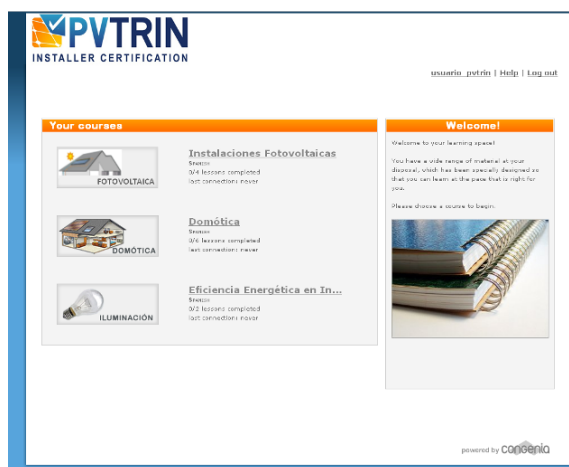 PVTRIN
INSTALLER CERTIFICATION
usuario_pvtrin | Help | Log out
Your courses
FOTOVOLTAICA
Instalaciones Fotovoltaicas
0/4 lessons completed
last connection: never
DOMÓTICA
Domótica
0/6 lessons completed
last connection: never
ILUMINACIÓN
Eficiencia Energética en In...
0/2 lessons completed
last connection: never
Welcome!
Welcome to your learning space!
You have a wide range of material at your
disposal, which has been specially designed so
that you can learn at the pace that is right for
you.
Please choose a course to begin.
powered by congenia